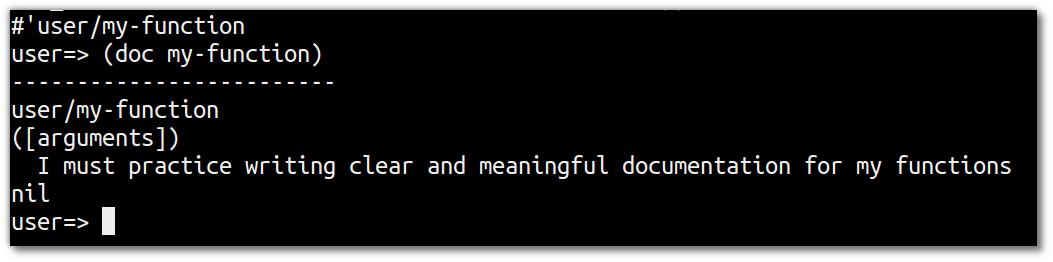 #'user/my-function
user=> (doc my-function)
-------------------------
user/my-function
([arguments])
  I must practice writing clear and meaningful documentation for my functions
nil
user=>